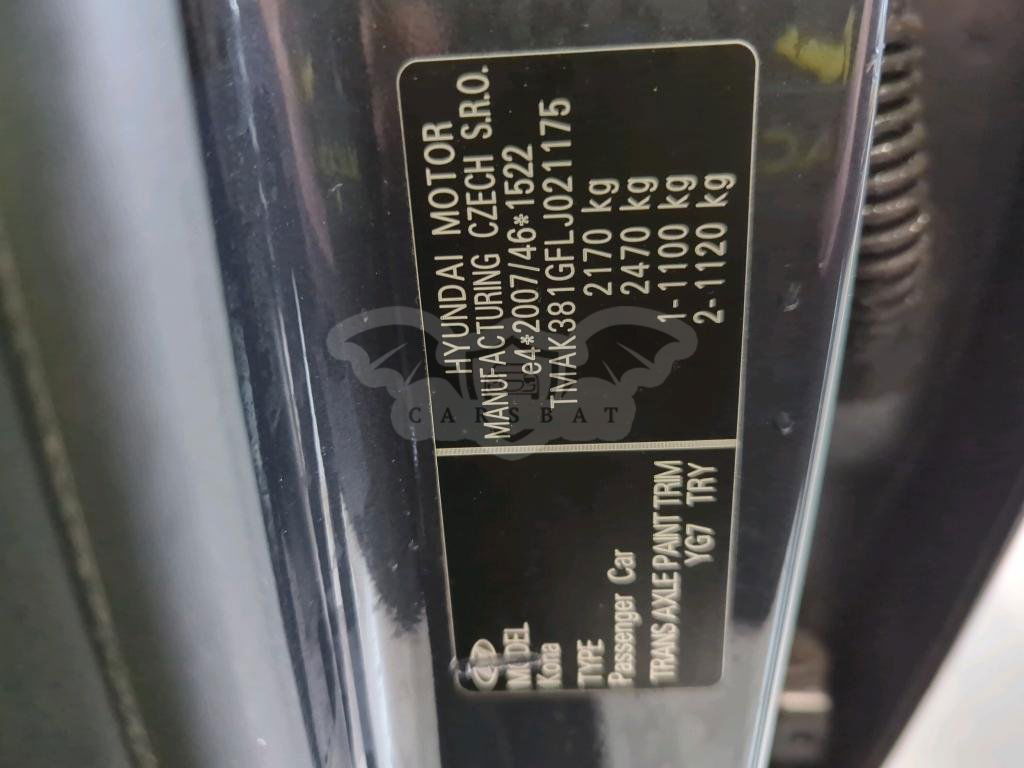 HYUNDAI MOTOR
MANUFACTURING CZECH S.R.O.
e4*2007/46*1522
TMAK381GFLJ021175
2170 kg
2470 kg
1-1100 kg
2-1120 kg
MODEL
Kona
TYPE
Passenger Car
TRANS AXLE PAINT TRIM
YG7 TRY
CARSBAT